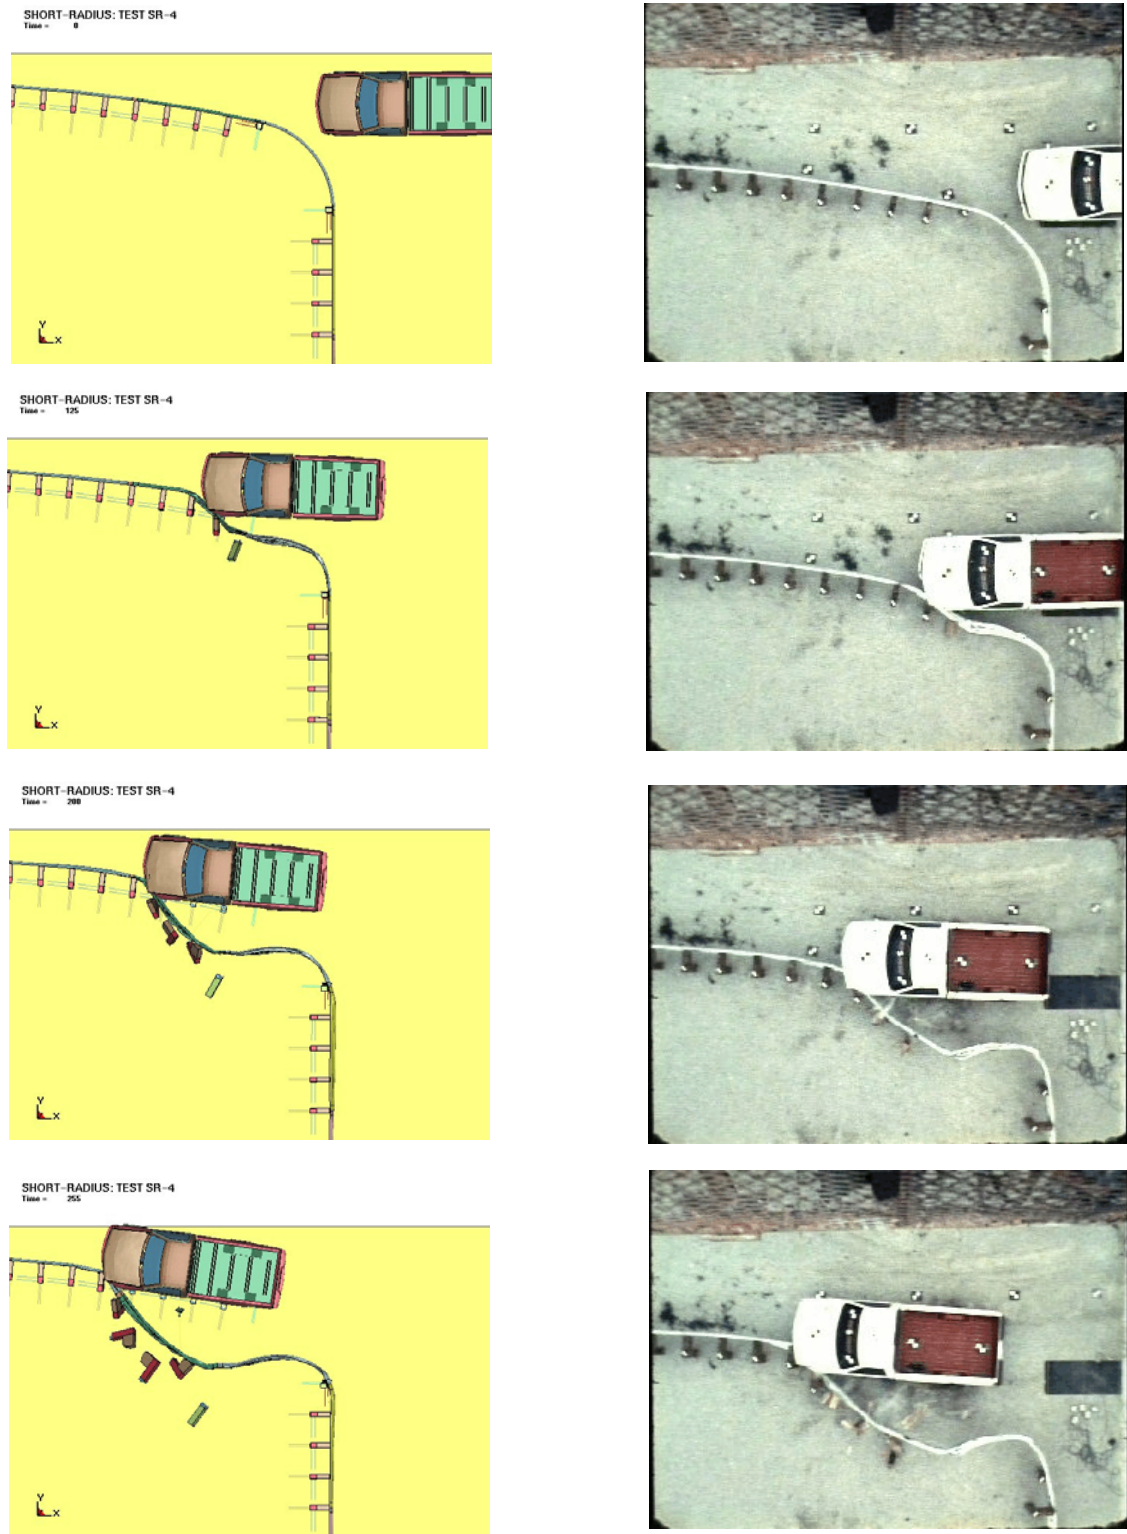 SHORT-RADIUS: TEST SR-4
Time = 0
Y
X
SHORT-RADIUS: TEST SR-4
Time = 125
Y
X
SHORT-RADIUS: TEST SR-4
Time = 200
Y
X
SHORT-RADIUS: TEST SR-4
Time = 255
Y
X